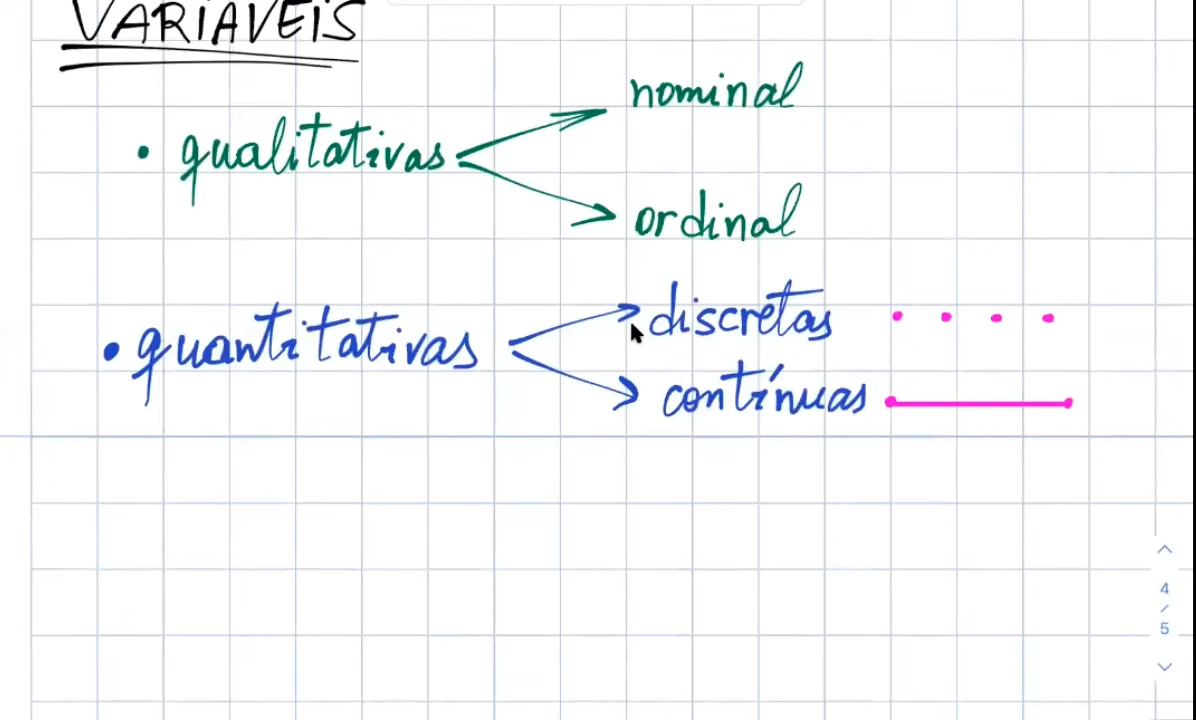 VARIAVEIS
nominal
• qualitativas
ordinal
• quantitativas
discretas
contínuas
4
/
5